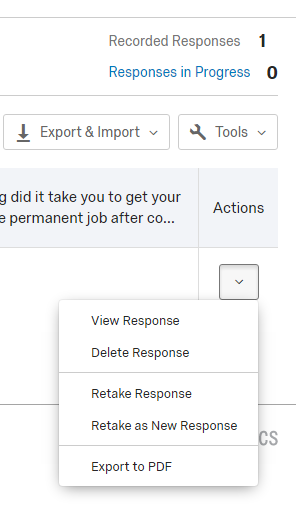 Recorded Responses 1
Responses in Progress 0
Export & Import
Tools
g did it take you to get your
e permanent job after co...
Actions
View Response
Delete Response
Retake Response
Retake as New Response
Export to PDF
CS